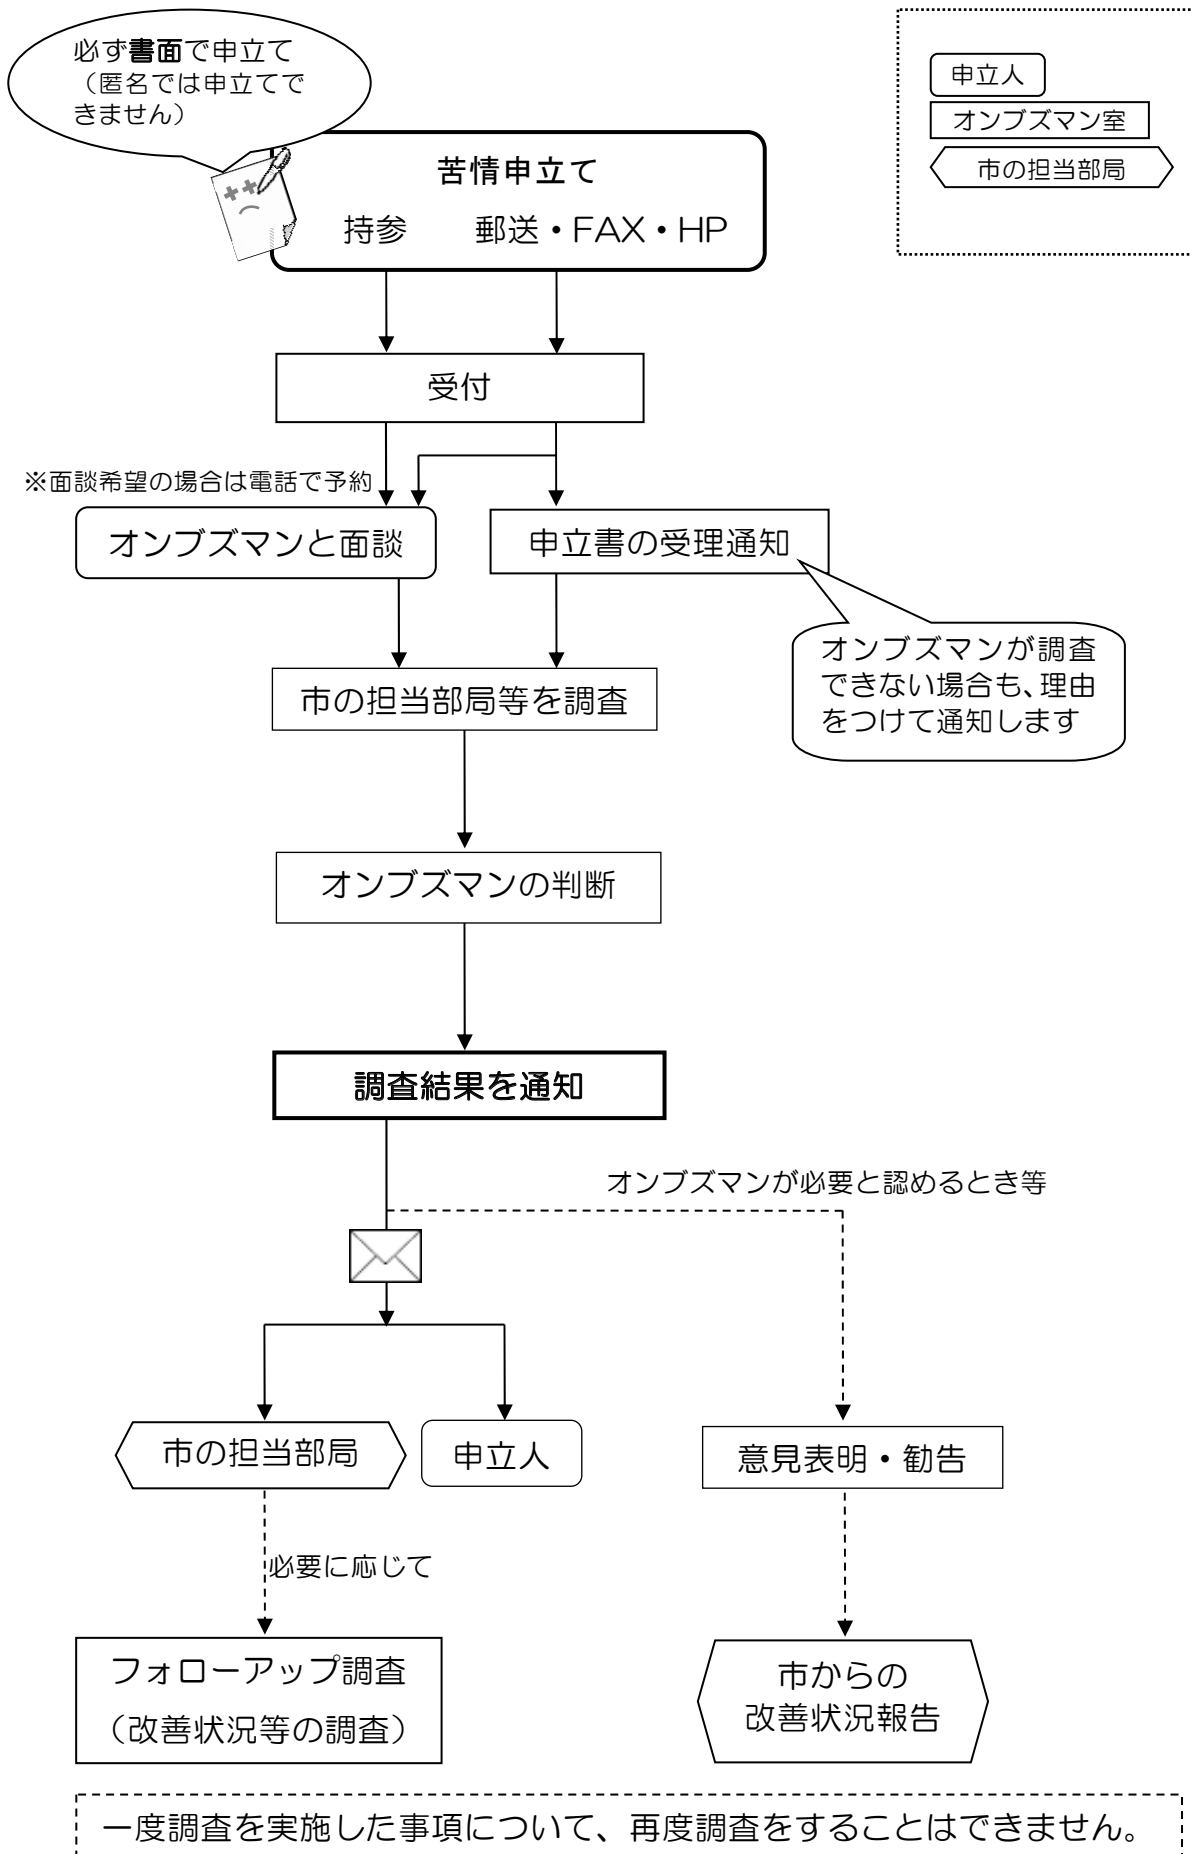 必ず書面で申立て
（匿名では申立てで
きません）
申立人
オンブズマン室
市の担当部局
苦情申立て
持参　郵送・FAX・HP
受付
※面談希望の場合は電話で予約
オンブズマンと面談
申立書の受理通知
オンブズマンが調査
できない場合も、理由
をつけて通知します
市の担当部局等を調査
オンブズマンの判断
調査結果を通知
オンブズマンが必要と認めるとき等
市の担当部局
申立人
意見表明・勧告
必要に応じて
フォローアップ調査
（改善状況等の調査）
市からの
改善状況報告
一度調査を実施した事項について、再度調査をすることはできません。